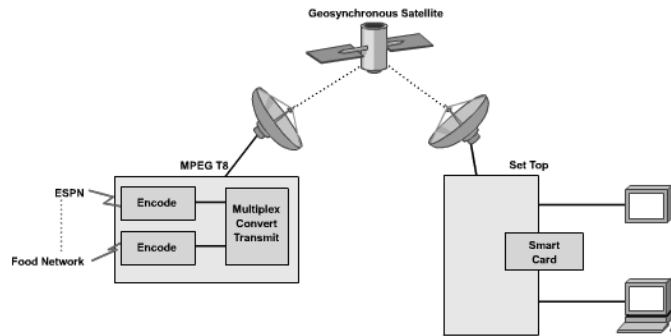 Geosynchronous Satellite
MPEG T8
Set Top
ESPN
Encode
Multiplex
Convert
Transmit
Encode
Food Network
Smart
Card